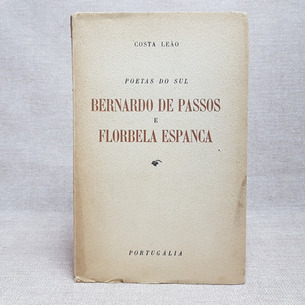 COSTA LEÃO
POETAS DO SUL
BERNARDO DE PASSOS
E
FLORBELA ESPANCA
PORTUGÁLIA